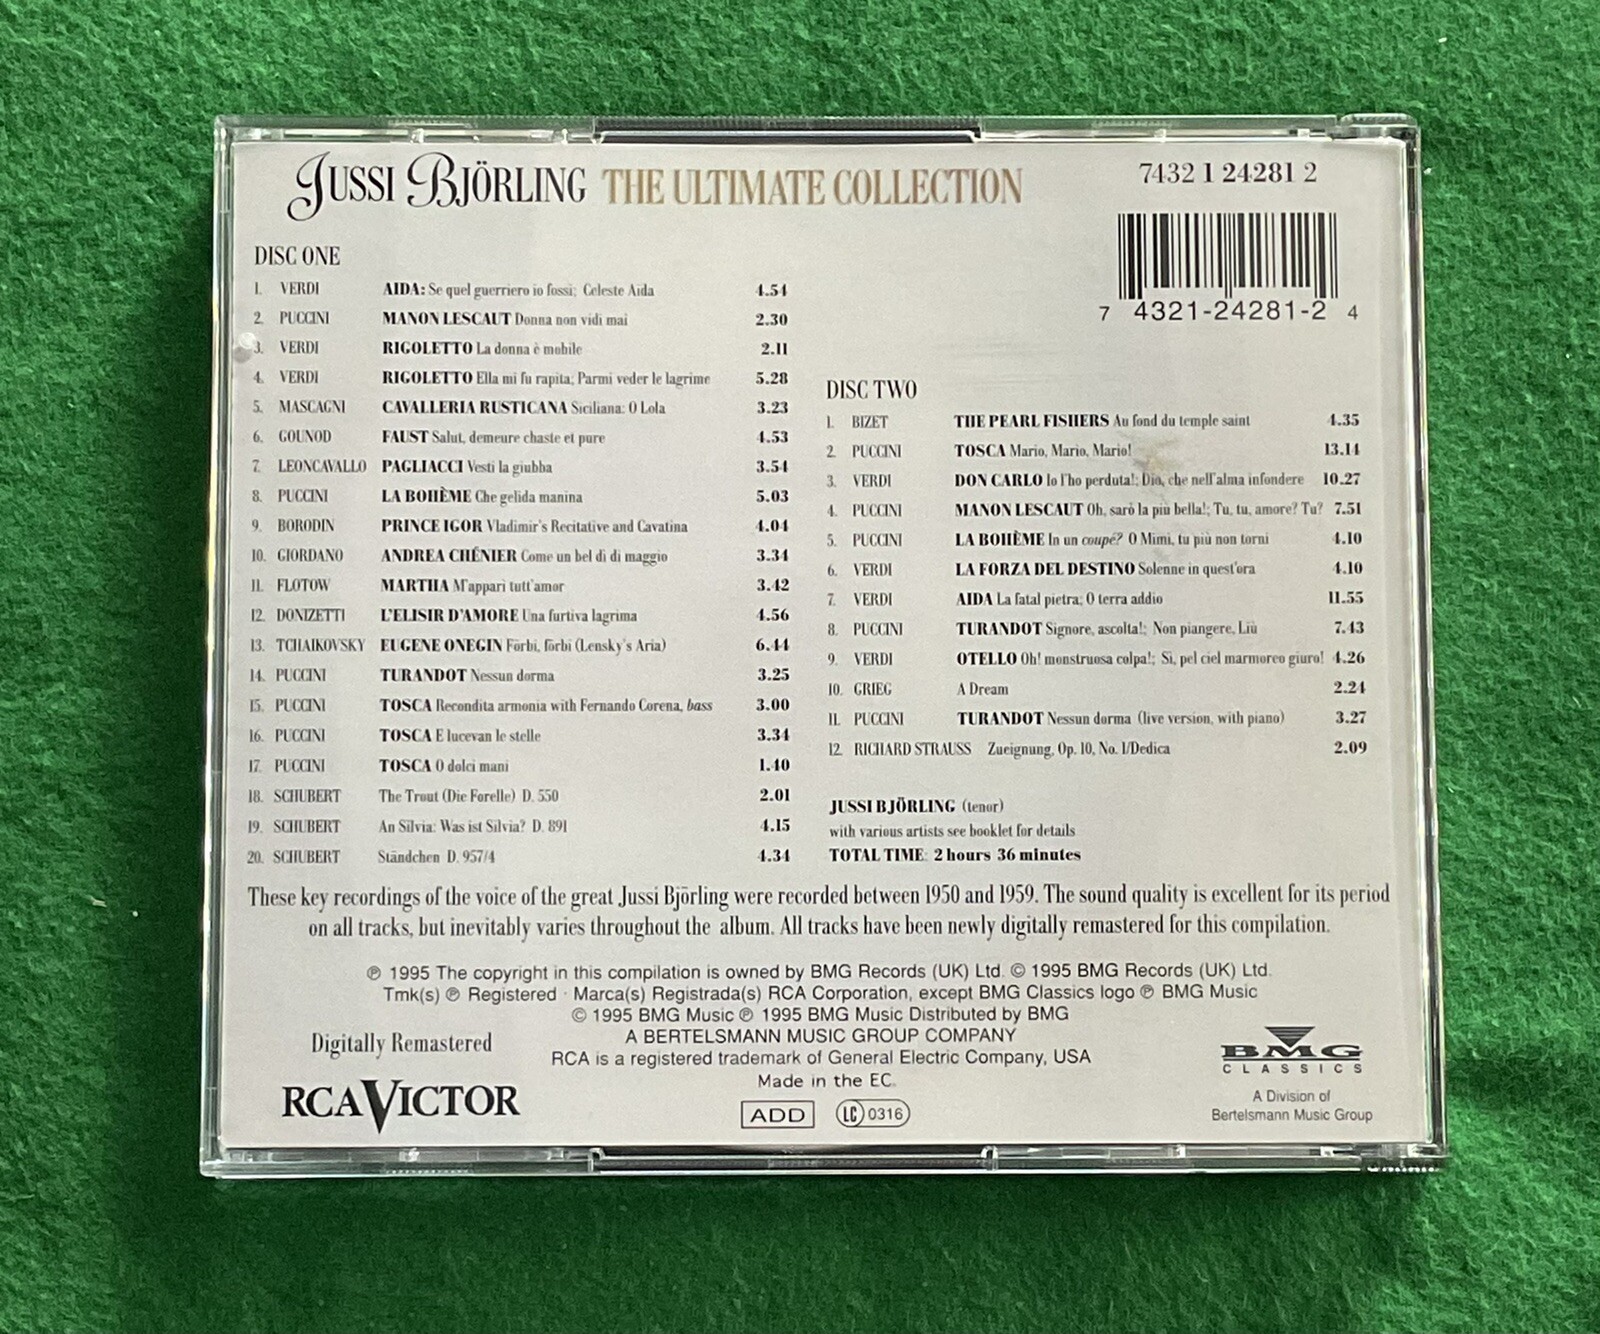 JUSSI BJÖRLING THE ULTIMATE COLLECTION
7432 1 24281 2
7 4321-24281-2 4
DISC ONE
1. VERDI AIDA: Se quel guerriero io fossi; Celeste Aida 4.54
2. PUCCINI MANON LESCAUT Donna non vidi mai 2.30
3. VERDI RIGOLETTO La donna è mobile 2.11
4. VERDI RIGOLETTO Ella mi fu rapita; Parmi veder le lagrime 5.28
5. MASCAGNI CAVALLERIA RUSTICANA Siciliana: O Lola 3.23
6. GOUNOD FAUST Salut, demeure chaste et pure 4.53
7. LEONCAVALLO PAGLIACCI Vesti la giubba 3.54
8. PUCCINI LA BOHÈME Che gelida manina 5.03
9. BORODIN PRINCE IGOR Vladimir's Recitative and Cavatina 4.04
10. GIORDANO ANDREA CHÉNIER Come un bel dì di maggio 3.34
11. FLOTOW MARTHA M'apparì tutt'amor 3.42
12. DONIZETTI L'ELISIR D'AMORE Una furtiva lagrima 4.56
13. TCHAIKOVSKY EUGENE ONEGIN Förbi, förbi (Lensky's Aria) 6.44
14. PUCCINI TURANDOT Nessun dorma 3.25
15. PUCCINI TOSCA Recondita armonia with Fernando Corena, bass 3.00
16. PUCCINI TOSCA E lucevan le stelle 3.34
17. PUCCINI TOSCA O dolci mani 1.40
18. SCHUBERT The Trout (Die Forelle) D. 550 2.01
19. SCHUBERT An Silvia: Was ist Silvia? D. 891 4.15
20. SCHUBERT Ständchen D. 957/4 4.34
DISC TWO
1. BIZET THE PEARL FISHERS Au fond du temple saint 4.35
2. PUCCINI TOSCA Mario, Mario, Mario! 13.14
3. VERDI DON CARLO Io l'ho perduta!; Dio, che nell'alma infondere 10.27
4. PUCCINI MANON LESCAUT Oh, sarò la più bella!; Tu, tu, amore? Tu? 7.51
5. PUCCINI LA BOHÈME In un coupé? O Mimì, tu più non torni 4.10
6. VERDI LA FORZA DEL DESTINO Solenne in quest'ora 4.10
7. VERDI AIDA La fatal pietra; O terra addio 11.55
8. PUCCINI TURANDOT Signore, ascolta!; Non piangere, Liù 7.43
9. VERDI OTELLO Oh! monstruosa colpa!; Sì, pel ciel marmoreo giuro! 4.26
10. GRIEG A Dream 2.24
11. PUCCINI TURANDOT Nessun dorma (live version, with piano) 3.27
12. RICHARD STRAUSS Zueignung, Op. 10, No. 1/Dedica 2.09
JUSSI BJÖRLING (tenor)
with various artists see booklet for details
TOTAL TIME: 2 hours 36 minutes
These key recordings of the voice of the great Jussi Björling were recorded between 1950 and 1959. The sound quality is excellent for its period
on all tracks, but inevitably varies throughout the album. All tracks have been newly digitally remastered for this compilation.
℗ 1995 The copyright in this compilation is owned by BMG Records (UK) Ltd. © 1995 BMG Records (UK) Ltd.
Tmk(s) ℗ Registered · Marca(s) Registrada(s) RCA Corporation, except BMG Classics logo ℗ BMG Music
© 1995 BMG Music ℗ 1995 BMG Music Distributed by BMG
A BERTELSMANN MUSIC GROUP COMPANY
RCA is a registered trademark of General Electric Company, USA
Made in the EC.
ADD LC 0316
Digitally Remastered
RCA VICTOR
BMG
CLASSICS
A Division of
Bertelsmann Music Group